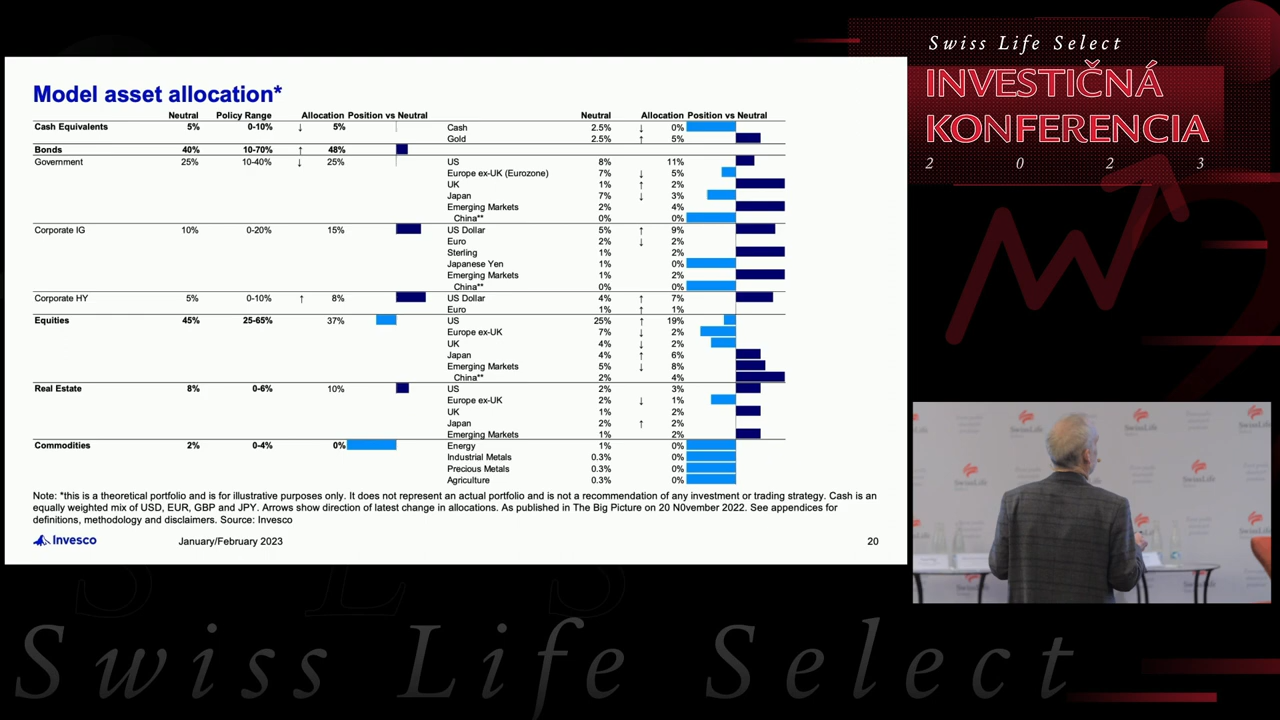 Swiss Life Select
INVESTIČNÁ
KONFERENCIA
2 0 2 3
Model asset allocation*
Neutral Policy Range Allocation Position vs Neutral Neutral Allocation Position vs Neutral
Cash Equivalents 5% 0-10% ↓ 5% Cash 2.5% ↓ 0%
Gold 2.5% ↑ 5%
Bonds 40% 10-70% ↑ 48%
Government 25% 10-40% ↓ 25% US 8% 11%
Europe ex-UK (Eurozone) 7% ↓ 5%
UK 1% ↑ 2%
Japan 7% ↓ 3%
Emerging Markets 2% 4%
China** 0% 0%
Corporate IG 10% 0-20% 15% US Dollar 5% ↑ 9%
Euro 2% ↓ 2%
Sterling 1% 2%
Japanese Yen 1% 0%
Emerging Markets 1% 2%
China** 0% 0%
Corporate HY 5% 0-10% ↑ 8% US Dollar 4% ↑ 7%
Euro 1% ↑ 1%
Equities 45% 25-65% 37% US 25% ↑ 19%
Europe ex-UK 7% ↓ 2%
UK 4% ↓ 2%
Japan 4% ↑ 6%
Emerging Markets 5% ↓ 8%
China** 2% 4%
Real Estate 8% 0-6% 10% US 2% 3%
Europe ex-UK 2% ↓ 1%
UK 1% 2%
Japan 2% ↑ 2%
Emerging Markets 1% 2%
Commodities 2% 0-4% 0% Energy 1% 0%
Industrial Metals 0.3% 0%
Precious Metals 0.3% 0%
Agriculture 0.3% 0%
Note: *this is a theoretical portfolio and is for illustrative purposes only. It does not represent an actual portfolio and is not a recommendation of any investment or trading strategy. Cash is an
equally weighted mix of USD, EUR, GBP and JPY. Arrows show direction of latest change in allocations. As published in The Big Picture on 20 N0vember 2022. See appendices for
definitions, methodology and disclaimers. Source: Invesco
Invesco January/February 2023 20
SwissLife
Swiss Life Select